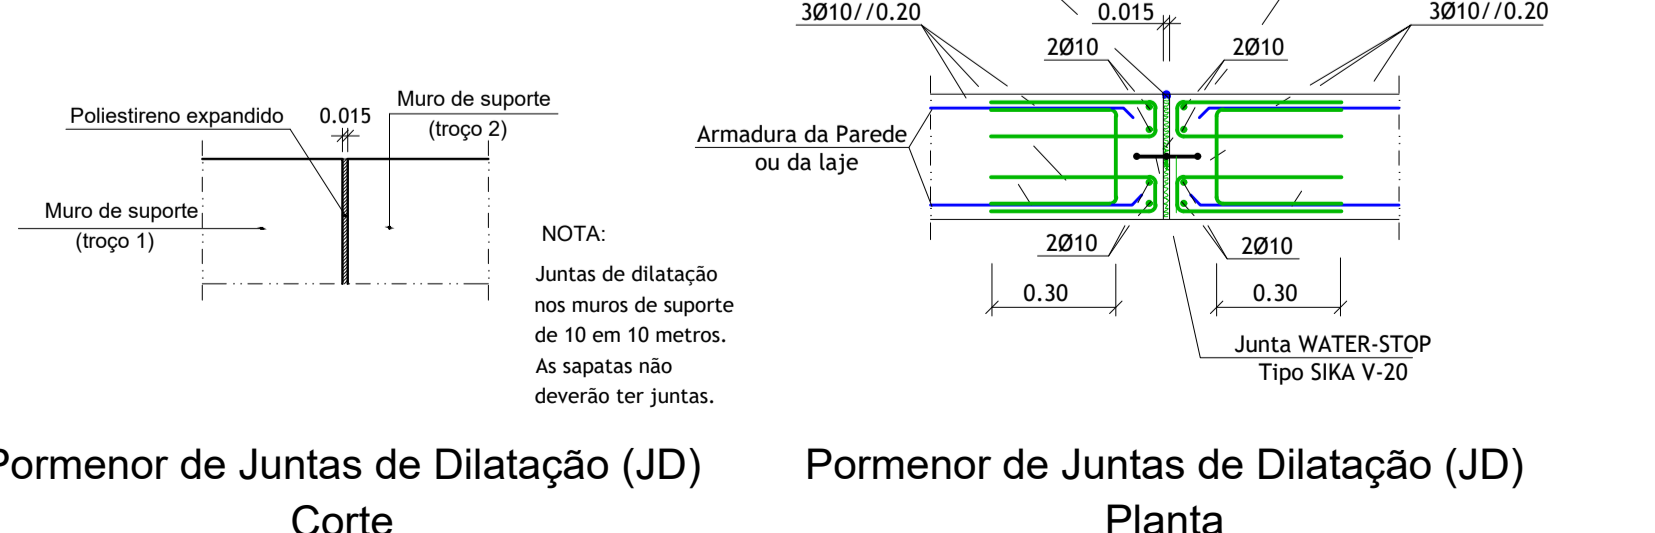 Poliestireno expandido
0.015
Muro de suporte
(troço 2)
Muro de suporte
(troço 1)
NOTA:
Juntas de dilatação
nos muros de suporte
de 10 em 10 metros.
As sapatas não
deverão ter juntas.
Pormenor de Juntas de Dilatação (JD)
Corte
3Ø10//0.20
0.015
3Ø10//0.20
2Ø10
2Ø10
Armadura da Parede
ou da laje
2Ø10
2Ø10
0.30
0.30
Junta WATER-STOP
Tipo SIKA V-20
Pormenor de Juntas de Dilatação (JD)
Planta